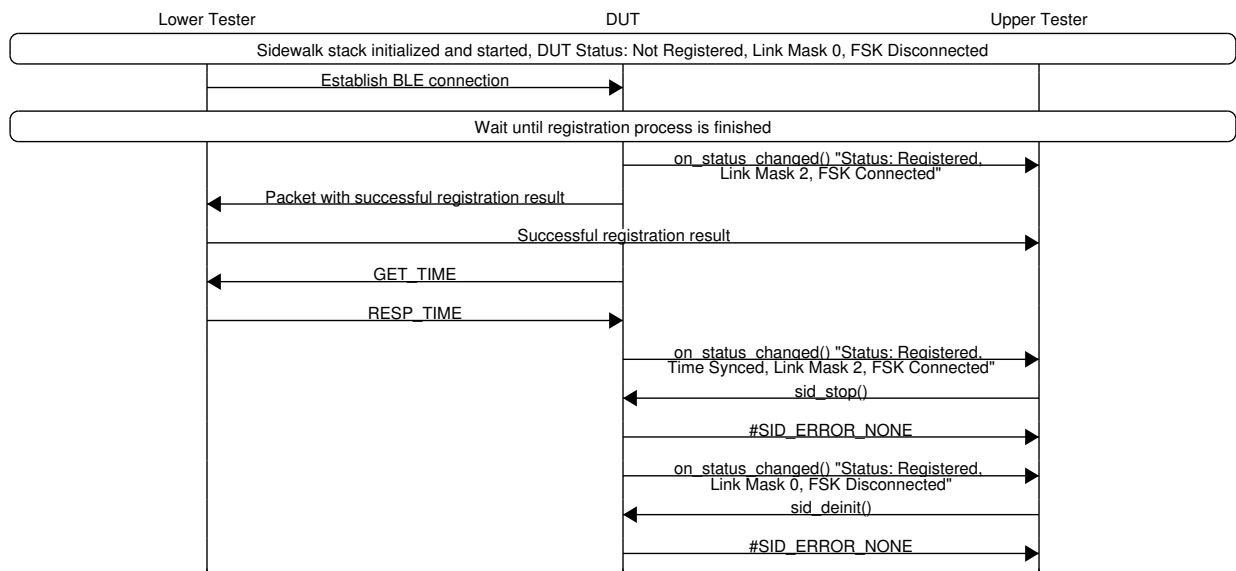 Lower Tester
DUT
Upper Tester
Sidewalk stack initialized and started, DUT Status: Not Registered, Link Mask 0, FSK Disconnected
Establish BLE connection
Wait until registration process is finished
on_status_changed() "Status: Registered,
Link Mask 2, FSK Connected"
Packet with successful registration result
Successful registration result
GET_TIME
RESP_TIME
on_status_changed() "Status: Registered,
Time Synced, Link Mask 2, FSK Connected"
sid_stop()
#SID_ERROR_NONE
on_status_changed() "Status: Registered,
Link Mask 0, FSK Disconnected"
sid_deinit()
#SID_ERROR_NONE